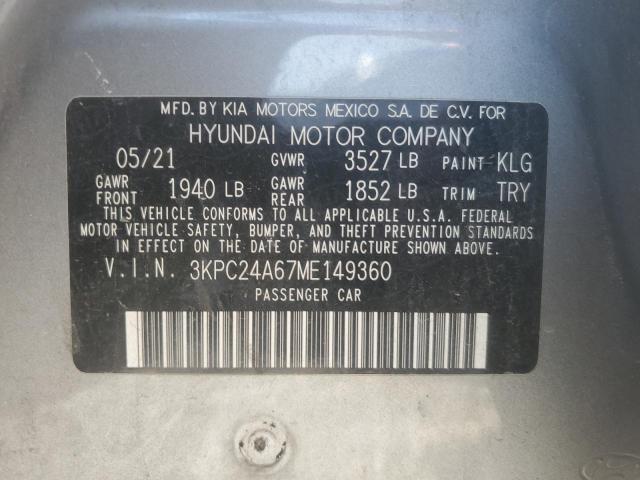 MFD. BY KIA MOTORS MEXICO S.A. DE C.V. FOR
HYUNDAI MOTOR COMPANY
05/21 GVWR 3527 LB PAINT KLG
GAWR FRONT 1940 LB GAWR REAR 1852 LB TRIM TRY
THIS VEHICLE CONFORMS TO ALL APPLICABLE U.S.A. FEDERAL
MOTOR VEHICLE SAFETY, BUMPER, AND THEFT PREVENTION STANDARDS
IN EFFECT ON THE DATE OF MANUFACTURE SHOWN ABOVE.
V.I.N. 3KPC24A67ME149360
PASSENGER CAR